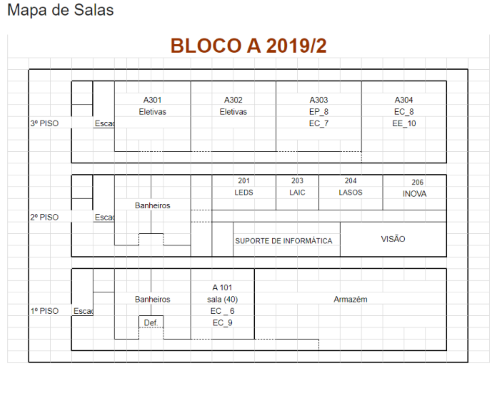 Mapa de Salas
BLOCO A 2019/2
A301
Eletivas
A302
Eletivas
A303
EP_8
EC_7
A304
EC_8
EE_10
3º PISO
Escad
201
LEDS
203
LAIC
204
LASOS
206
INOVA
Banheiros
2º PISO
Escad
SUPORTE DE INFORMÁTICA
VISÃO
A 101
sala (40)
EC _ 6
EC_9
Banheiros
Armazém
1º PISO
Escad
Def.